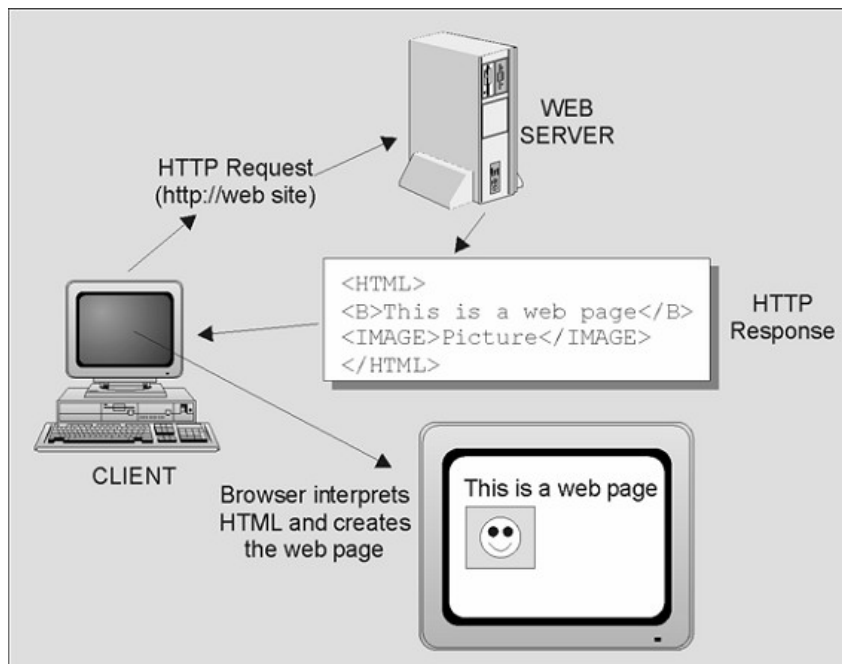 WEB
SERVER
HTTP Request
(http://web site)
<HTML>
<B>This is a web page</B>
<IMAGE>Picture</IMAGE>
</HTML>
HTTP
Response
CLIENT
Browser interprets
HTML and creates
the web page
This is a web page